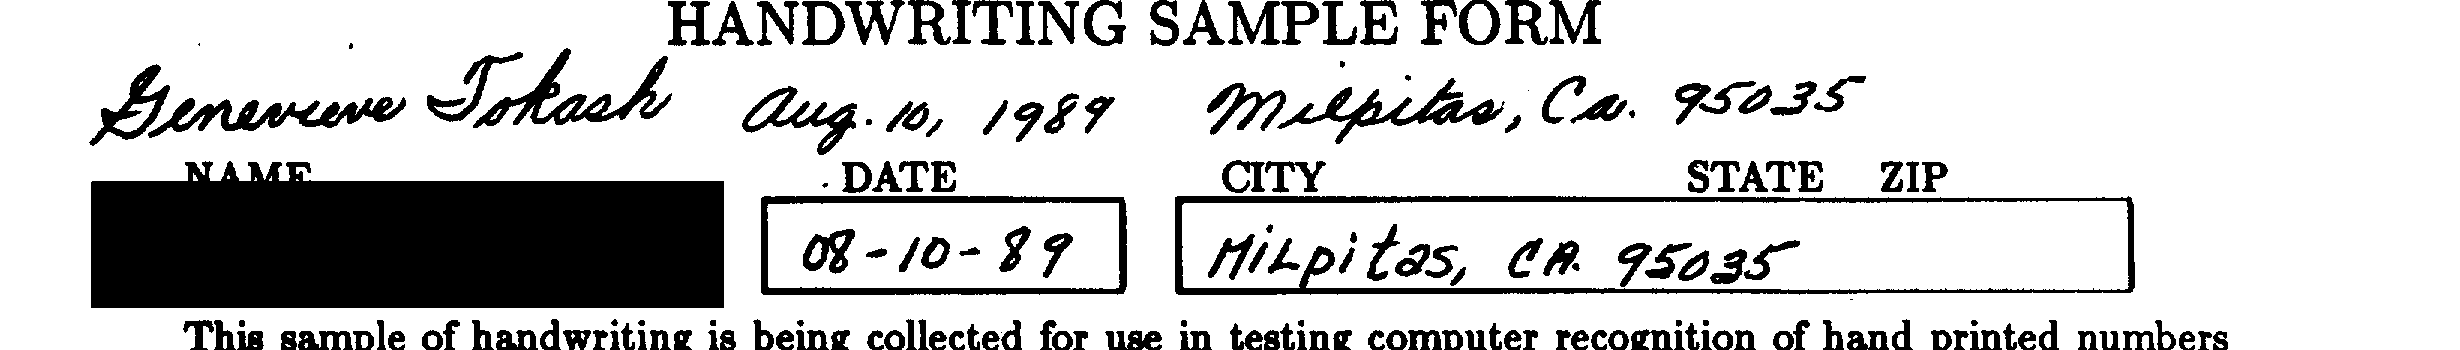 HANDWRITING SAMPLE FORM
Genevieve Tokash Aug. 10, 1989 Milpitas, Ca. 95035
NAME DATE CITY STATE ZIP
08-10-89 MiLpitas, CA. 95035
This sample of handwriting is being collected for use in testing computer recognition of hand printed numbers